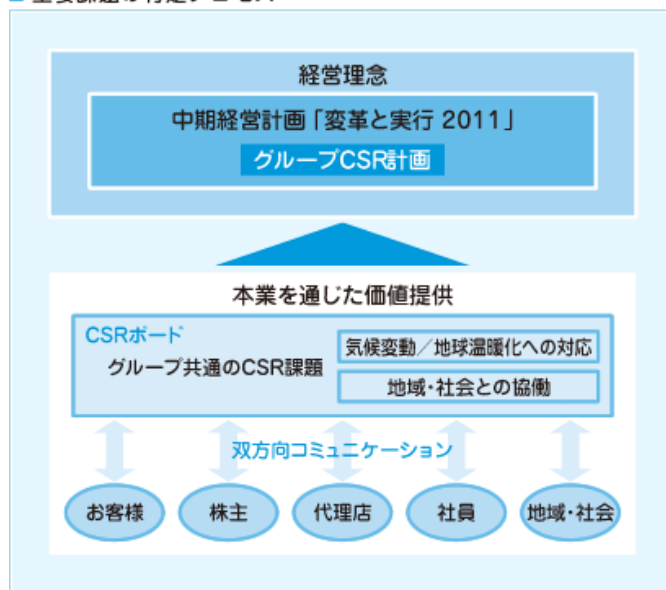 経営理念
中期経営計画「変革と実行 2011」
グループCSR計画
本業を通じた価値提供
CSRボード
グループ共通のCSR課題
気候変動／地球温暖化への対応
地域・社会との協働
双方向コミュニケーション
お客様
株主
代理店
社員
地域・社会